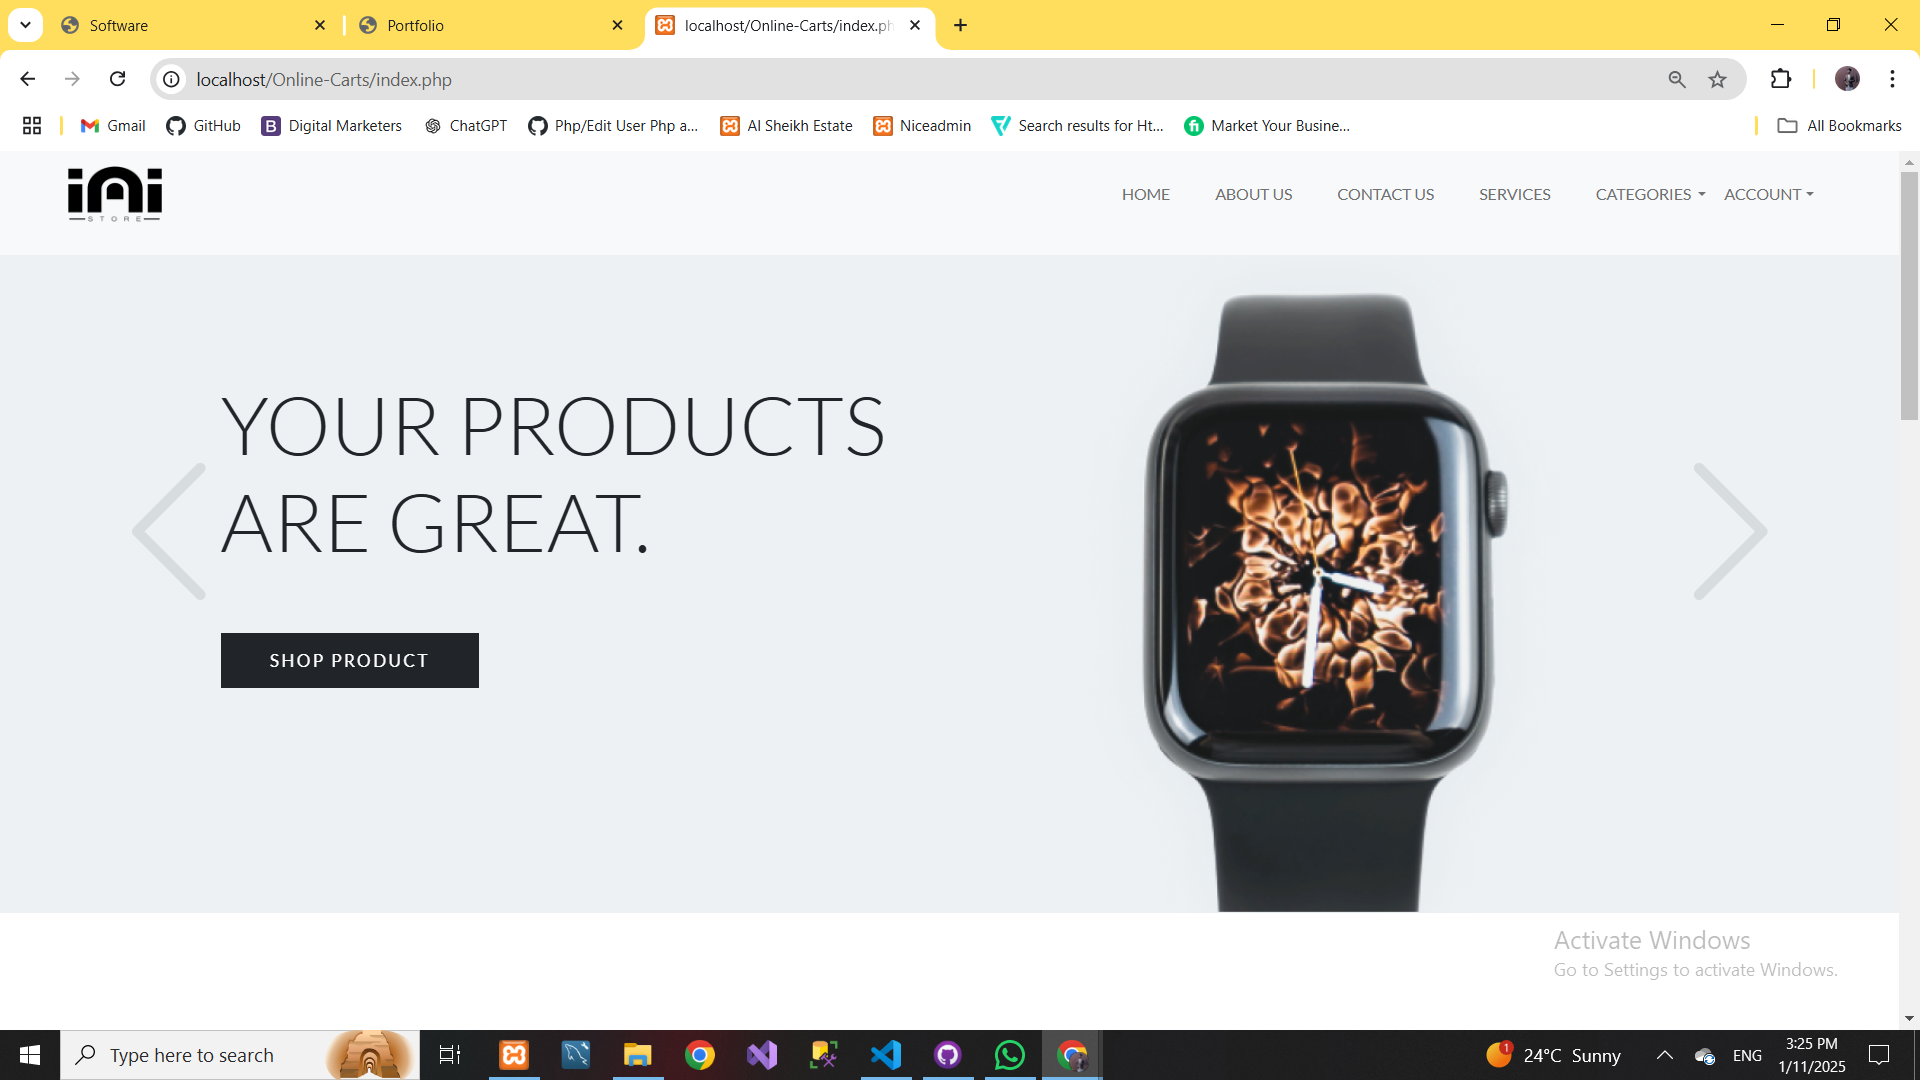 Software
Portfolio
localhost/Online-Carts/index.ph
localhost/Online-Carts/index.php
Gmail
GitHub
Digital Marketers
ChatGPT
Php/Edit User Php a...
Al Sheikh Estate
Niceadmin
Search results for Ht...
Market Your Busine...
All Bookmarks
iAi
STORE
HOME
ABOUT US
CONTACT US
SERVICES
CATEGORIES
ACCOUNT
YOUR PRODUCTS
ARE GREAT.
SHOP PRODUCT
Activate Windows
Go to Settings to activate Windows.
Type here to search
1
24°C Sunny
ENG
3:25 PM
1/11/2025